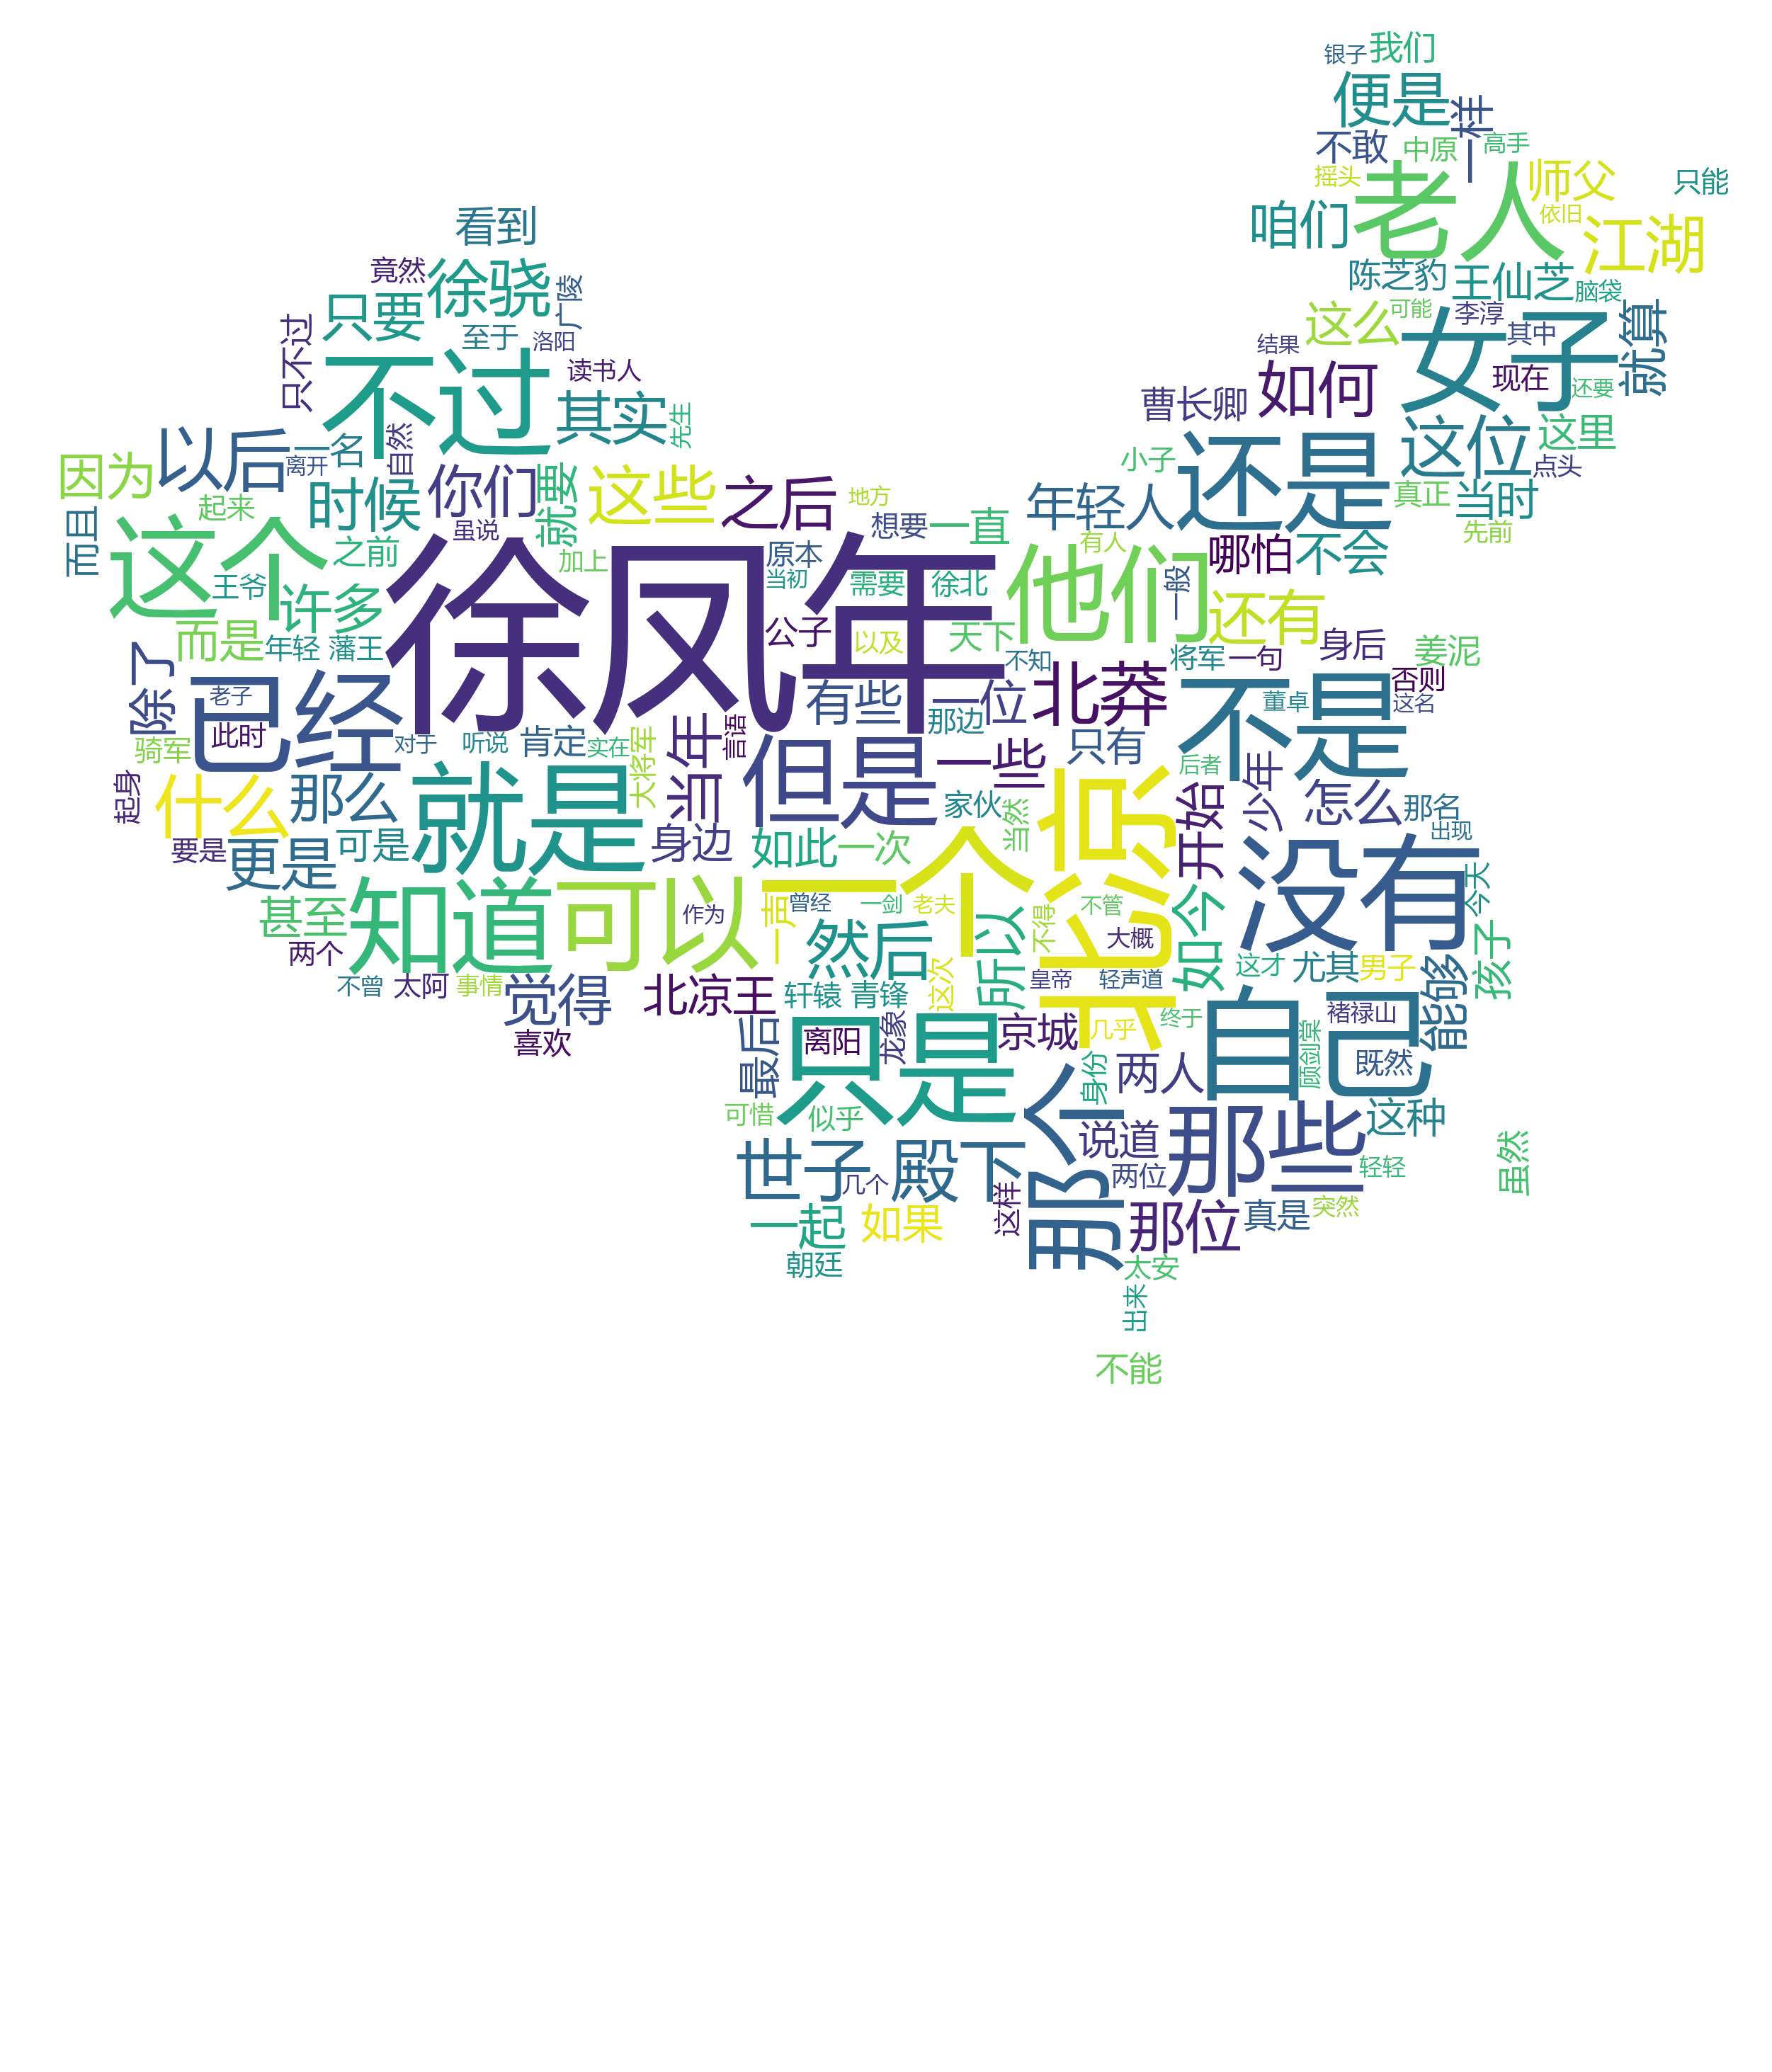 银子
我们
便是
一样
不敢
中原
高手
摇头
老人
师父
只能
依旧
咱们
江湖
看到
陈芝豹
王仙芝
脑袋
竟然
徐骁
广陵
只要
这么
可能
李淳
其中
女子
就算
只不过
至于
洛阳
结果
不过
读书人
如何
现在
还要
曹长卿
其实
先生
这位
这里
以后
一名
离开
自然
还是
点头
小子
因为
时候
你们
就要
这些
之后
地方
年轻人
真正
当时
起来
而且
虽说
想要
一直
有人
哪怕
不会
先前
这个
之前
徐凤年
加上
原本
当初
需要
徐北
他们
一般
王爷
许多
还有
而是
年轻
藩王
公子
以及
天下
不知
将军
一句
身后
姜泥
除了
已经
老子
有些
一位
北莽
不是
董卓
否则
这名
此时
骑军
对于
听说
肯定
实在
大将军
当年
言语
那边
但是
一些
只有
后者
起身
什么
那么
就是
家伙
当然
北凉
开始
少年
怎么
那名
出现
要是
更是
可是
身边
如此
一次
一个
没有
今天
甚至
知道
可以
作为
一声
曾经
一剑
老夫
不得
不管
如今
两个
然后
所以
大概
这才
尤其
男子
能够
孩子
不曾
太阿
事情
觉得
北凉王
轩辕
青锋
这次
皇帝
轻声道
自己
褚禄山
喜欢
最后
离阳
龙象
只是
京城
几乎
终于
顾剑棠
既然
可惜
似乎
那个
身份
两人
那些
这种
说道
世子
几个
殿下
这样
两位
轻轻
虽然
一起
如果
那位
真是
突然
朝廷
太安
出来
不能